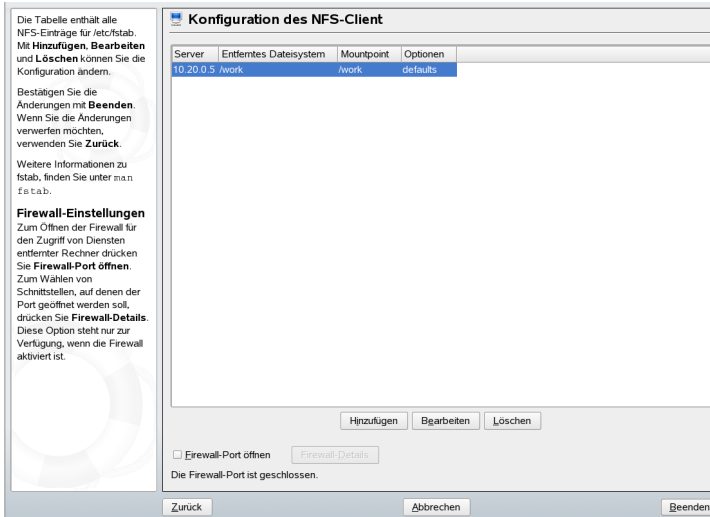 Die Tabelle enthält alle
NFS-Einträge für /etc/fstab.
Mit Hinzufügen, Bearbeiten
und Löschen können Sie die
Konfiguration ändern.
Bestätigen Sie die
Änderungen mit Beenden.
Wenn Sie die Änderungen
verwerfen möchten,
verwenden Sie Zurück.
Weitere Informationen zu
fstab, finden Sie unter man
fstab.
Firewall-Einstellungen
Zum Öffnen der Firewall für
den Zugriff von Diensten
entfernter Rechner drücken
Sie Firewall-Port öffnen.
Zum Wählen von
Schnittstellen, auf denen der
Port geöffnet werden soll,
drücken Sie Firewall-Details.
Diese Option steht nur zur
Verfügung, wenn die Firewall
aktiviert ist.
Konfiguration des NFS-Client
Server Entferntes Dateisystem Mountpoint Optionen
10.20.0.5 /work /work defaults
Hinzufügen Bearbeiten Löschen
Firewall-Port öffnen Firewall-Details
Die Firewall-Port ist geschlossen.
Zurück Abbrechen Beenden